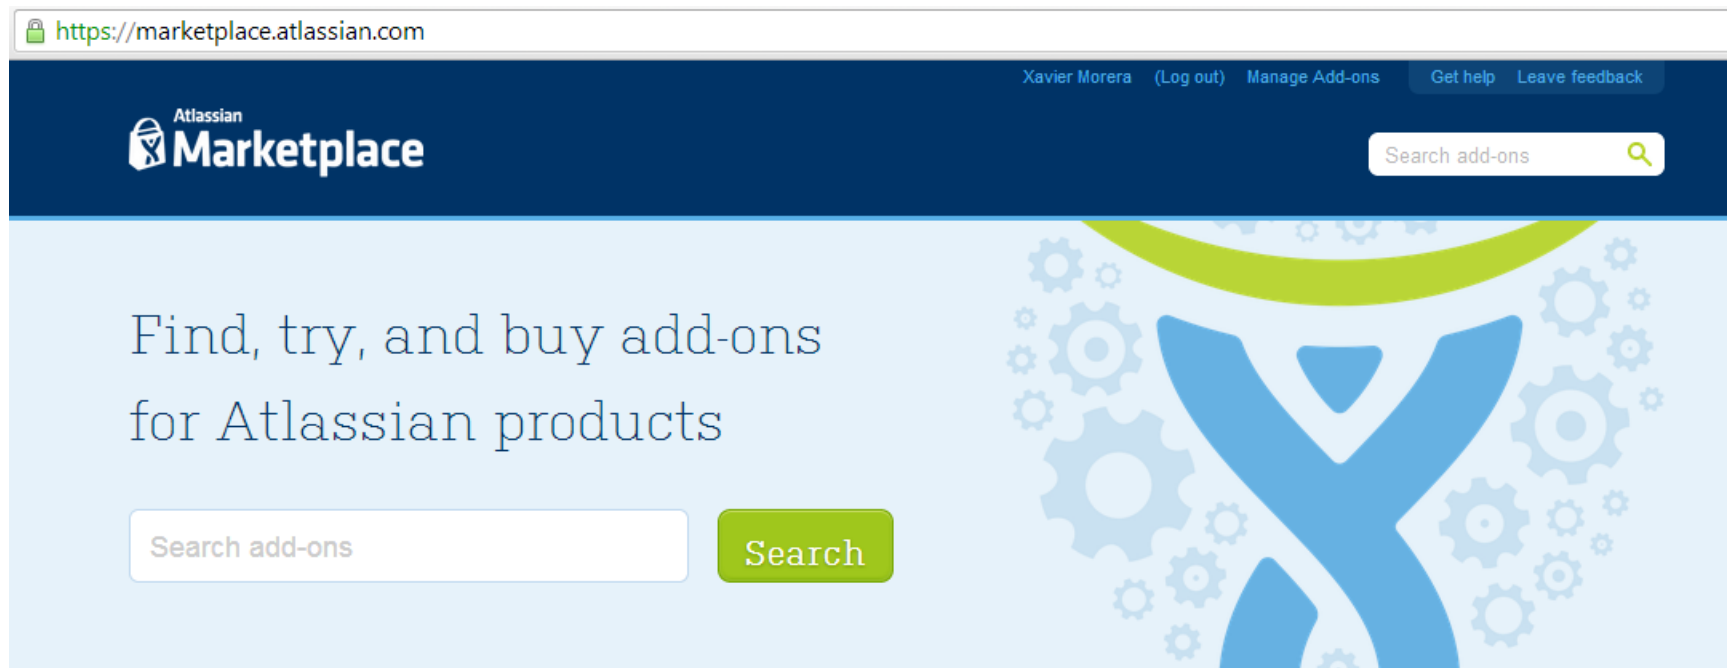 https://marketplace.atlassian.com
Xavier Morera (Log out) Manage Add-ons Get help Leave feedback
Atlassian
Marketplace
Search add-ons
Find, try, and buy add-ons
for Atlassian products
Search add-ons Search